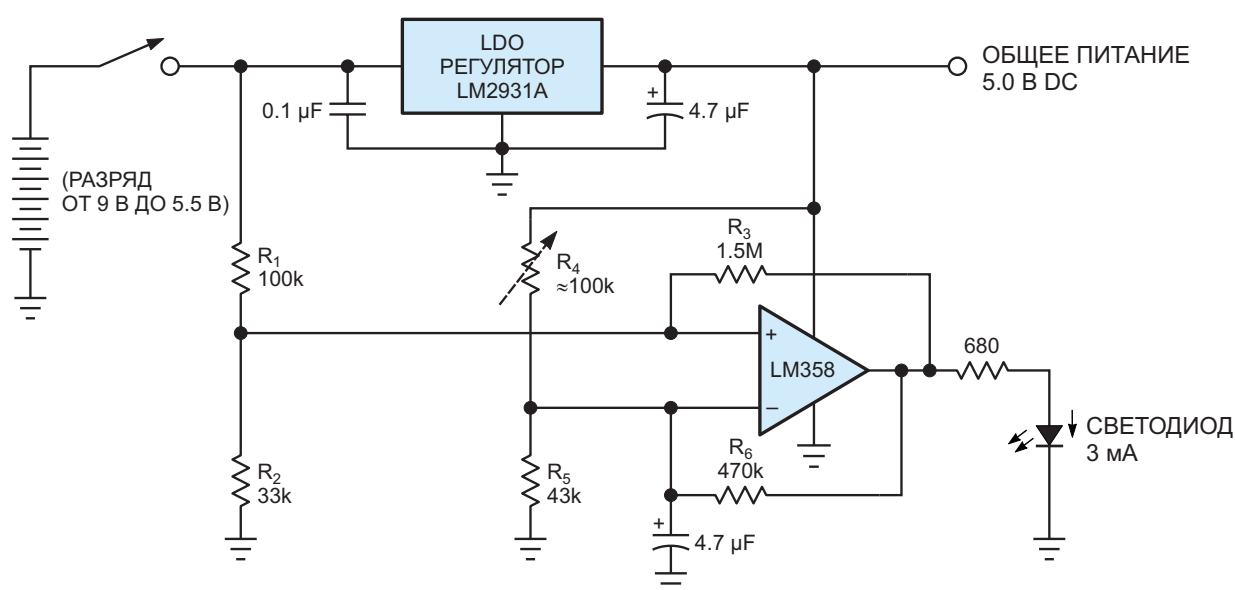 LDO
РЕГУЛЯТОР
LM2931A
ОБЩЕЕ ПИТАНИЕ
5.0 В DC
0.1 µF
+
4.7 µF
(РАЗРЯД
ОТ 9 В ДО 5.5 В)
R1
100k
R4
≈100k
R3
1.5M
+
LM358
−
680
СВЕТОДИОД
3 мА
R2
33k
R5
43k
R6
470k
+
4.7 µF